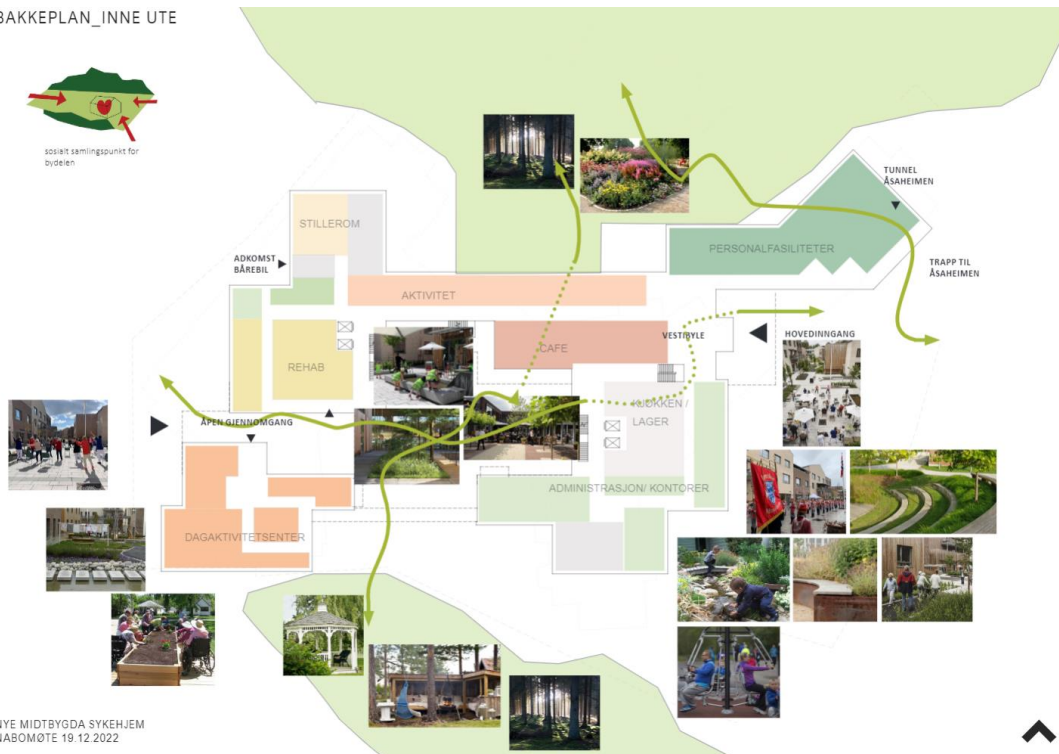 BAKKEPLAN_INNE UTE
sosialt samlingspunkt for
bydelen
TUNNEL
ÅSAHEIMEN
STILLEROM
PERSONALFASILITETER
ADKOMST
BÅREBIL
TRAPP TIL
ÅSAHEIMEN
AKTIVITET
VESTIBYLE
HOVEDINNGANG
CAFE
REHAB
KJØKKEN /
LAGER
ÅPEN GJENNOMGANG
ADMINISTRASJON/ KONTORER
DAGAKTIVITETSENTER
NYE MIDTBYGDA SYKEHJEM
NABOMØTE 19.12.2022